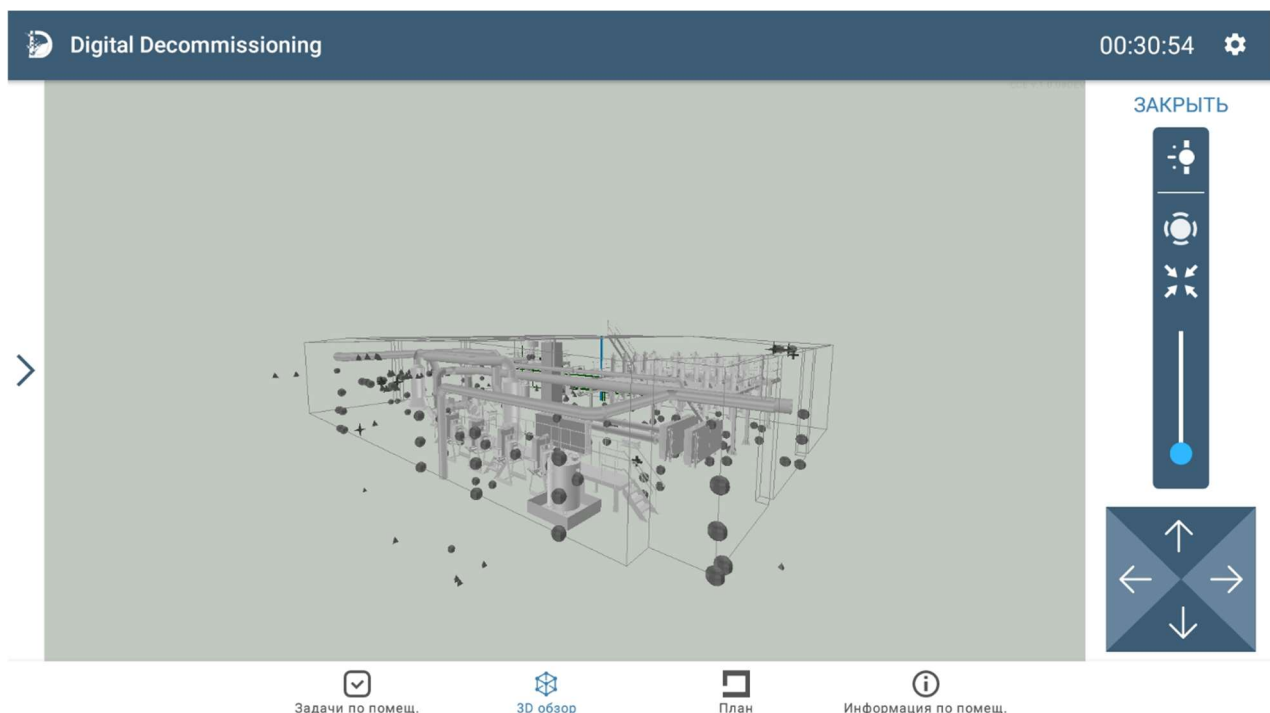 Digital Decommissioning
00:30:54
ЗАКРЫТЬ
Задачи по помещ.
3D обзор
План
Информация по помещ.